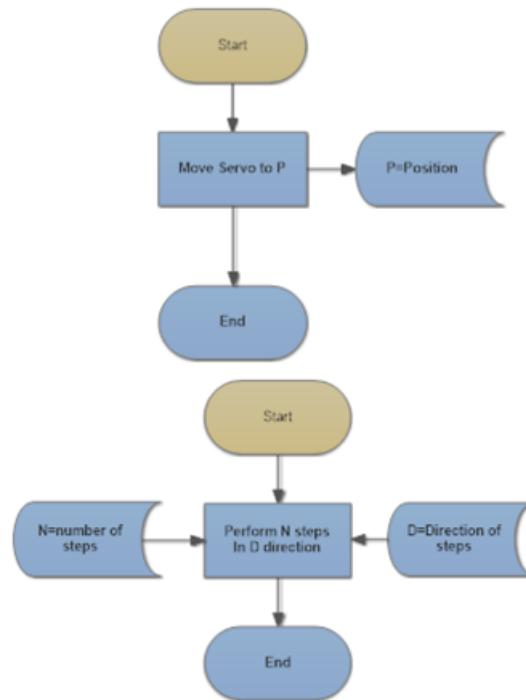 Start
Move Servo to P
P=Position
End
Start
N=number of
steps
Perform N steps
In D direction
D=Direction of
steps
End